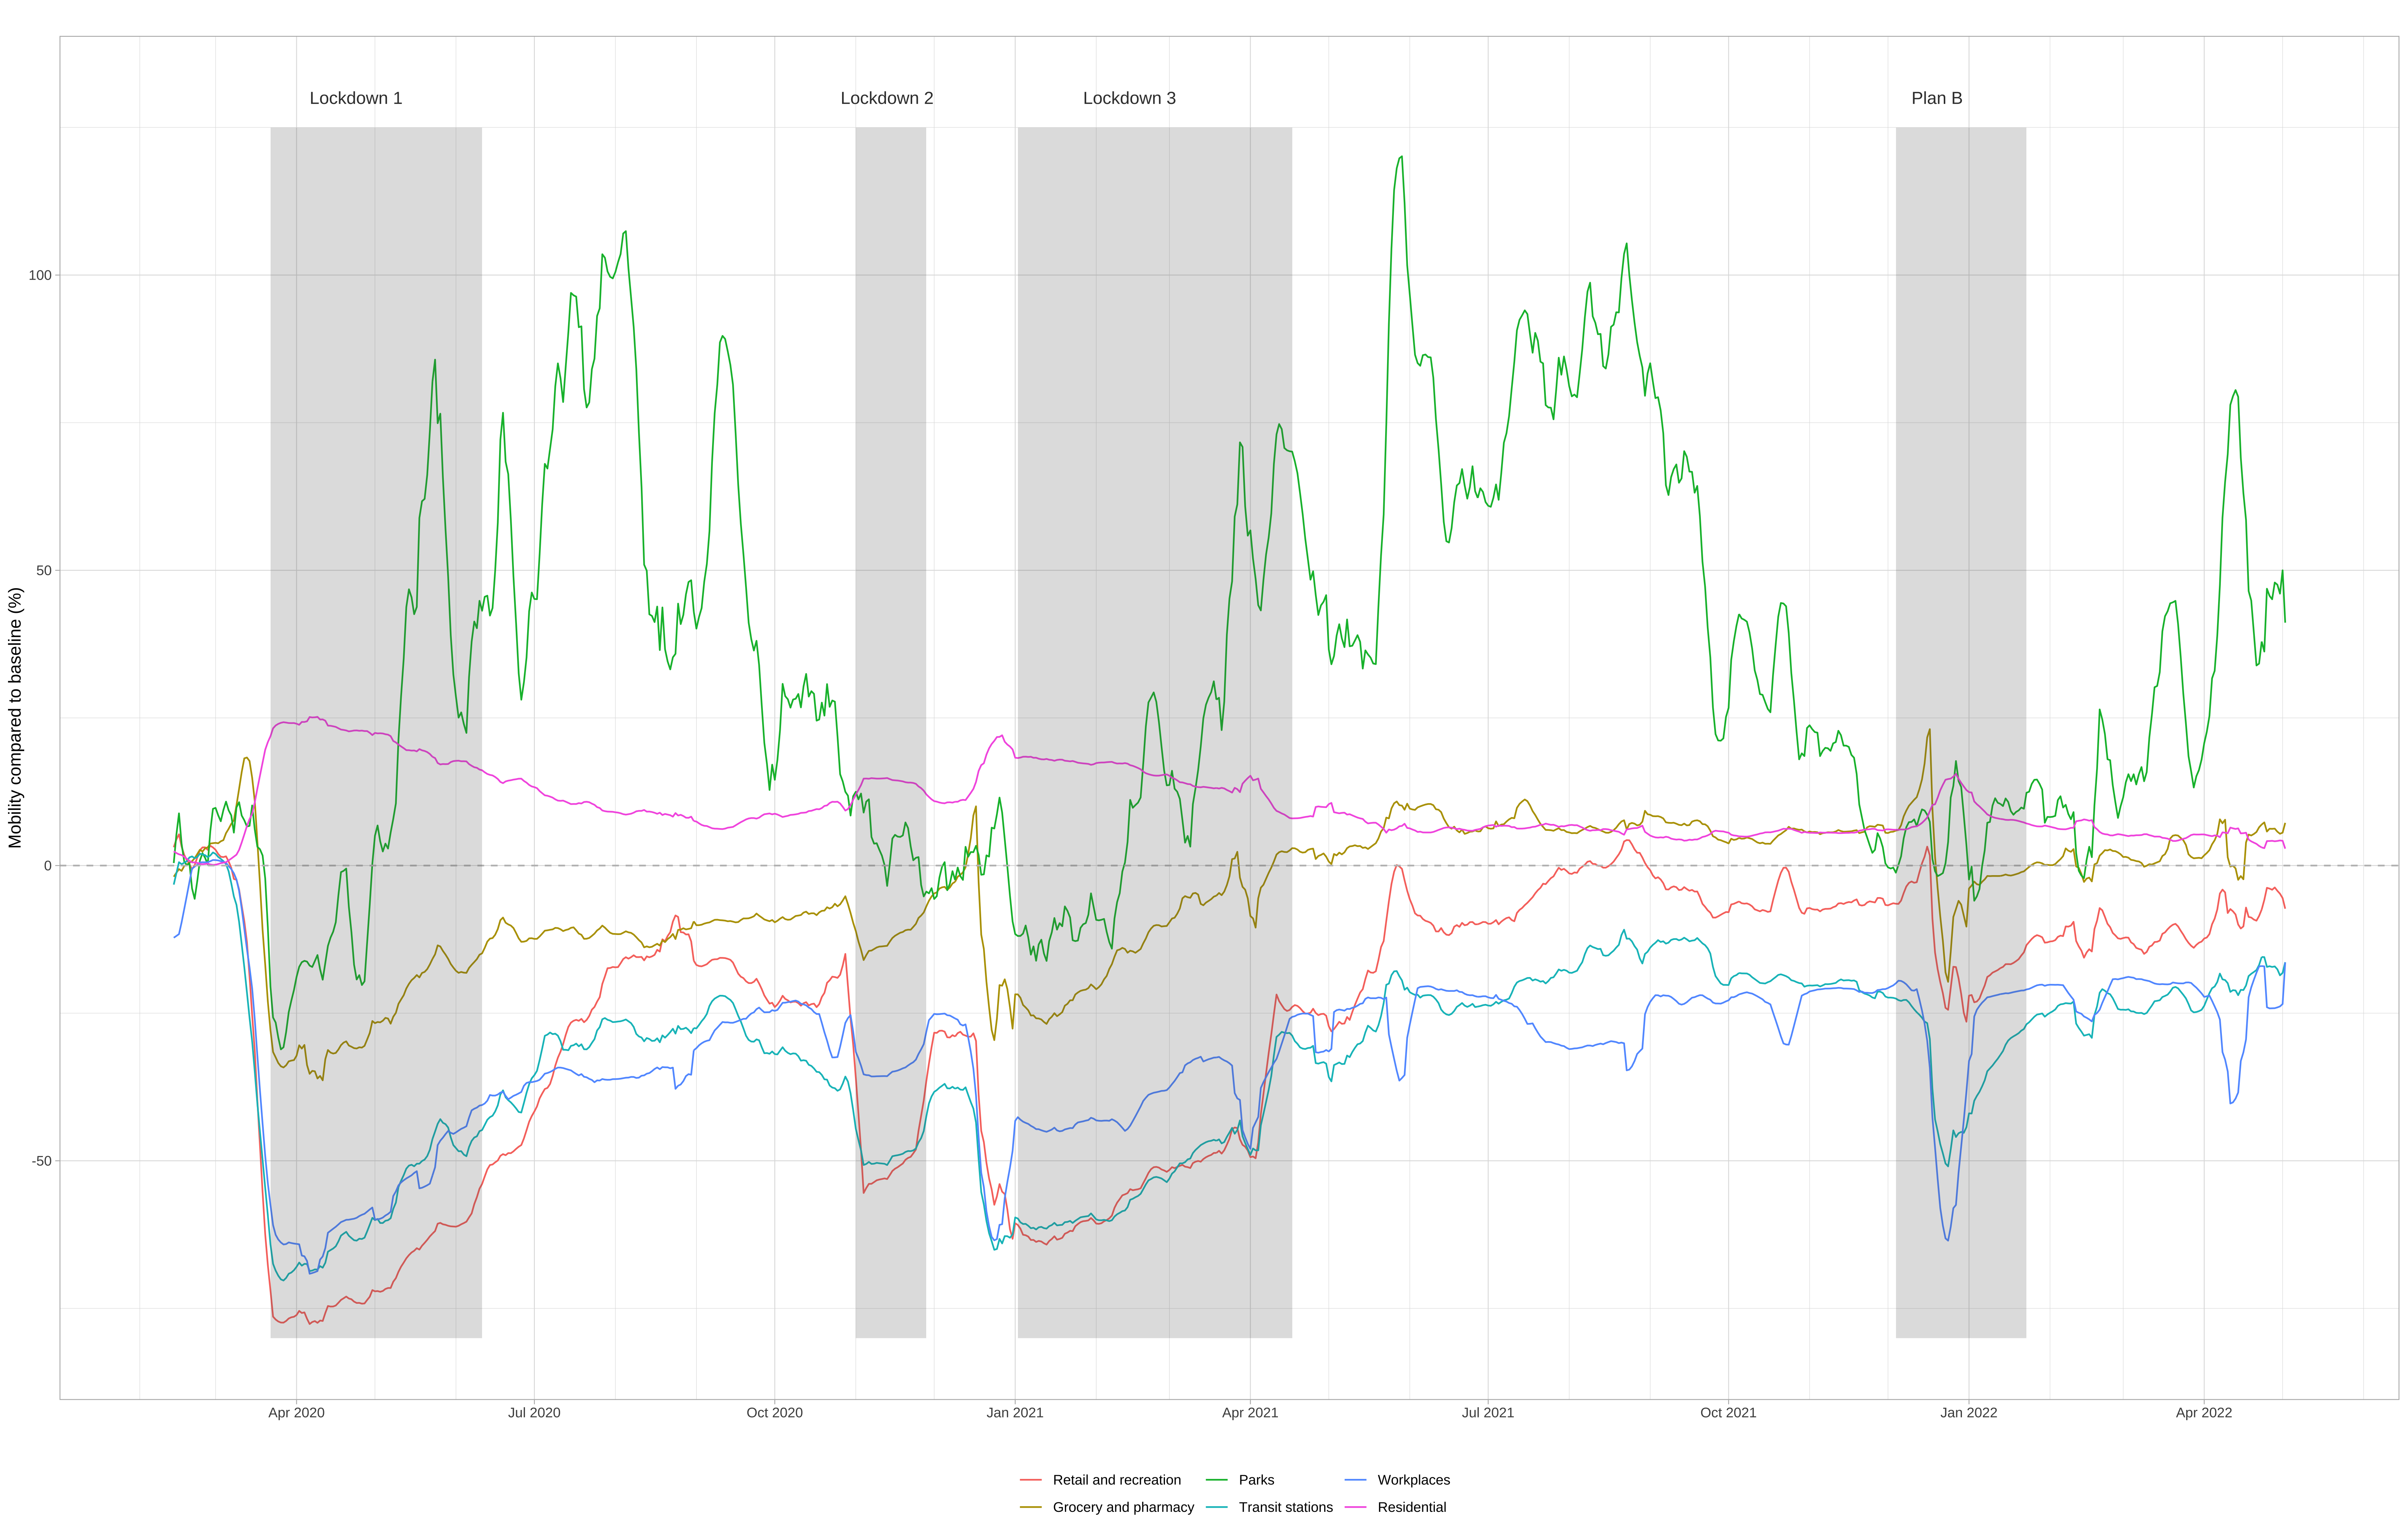 Lockdown 1 Lockdown 2 Lockdown 3 Plan B
Mobility compared to baseline (%)
100
50
0
-50
Apr 2020 Jul 2020 Oct 2020 Jan 2021 Apr 2021 Jul 2021 Oct 2021 Jan 2022 Apr 2022
Retail and recreation Parks Workplaces
Grocery and pharmacy Transit stations Residential